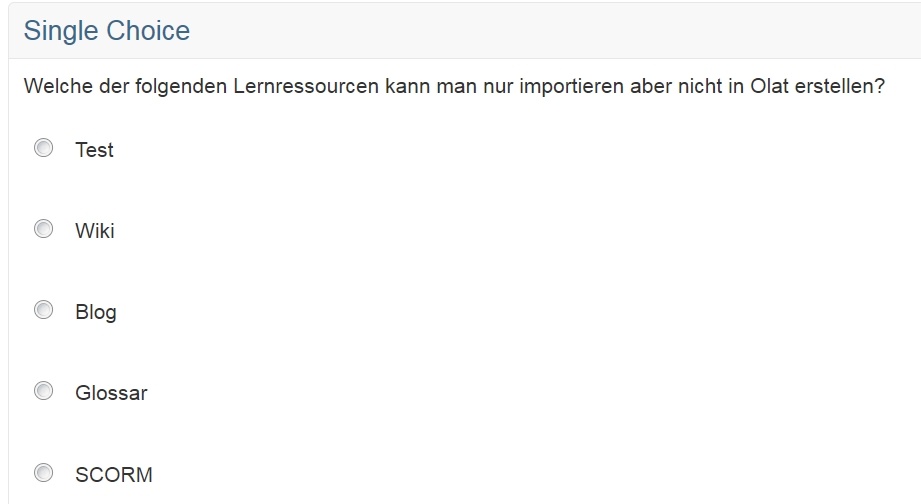 Single Choice
Welche der folgenden Lernressourcen kann man nur importieren aber nicht in Olat erstellen?
Test
Wiki
Blog
Glossar
SCORM